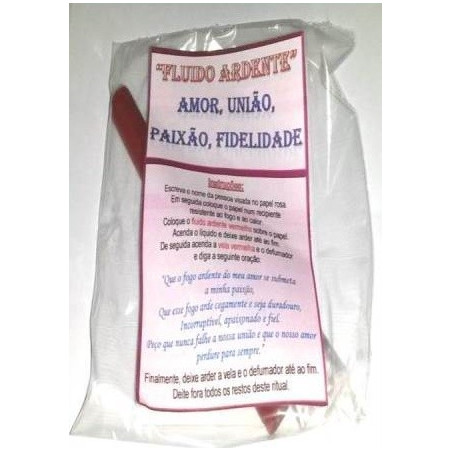 "FLUIDO ARDENTE"
AMOR, UNIÃO,
PAIXÃO, FIDELIDADE
Instruções:
Escreva o nome da pessoa visada no papel rosa
Em seguida coloque o papel num recipiente
resistente ao fogo e ao calor.
Coloque o fluido ardente vermelho sobre o papel.
Acenda o líquido e deixe arder até ao fim.
De seguida acenda a vela vermelha e o defumador
e diga a seguinte oração.
"Que o fogo ardente do meu amor se submeta
a minha paixão,
Que esse fogo arde cegamente e seja duradouro,
Incorruptível, apaixonado e fiel.
Peço que nunca falhe a nossa união e que o nosso amor
perdure para sempre."
Finalmente, deixe arder a vela e o defumador até ao fim.
Deite fora todos os restos deste ritual.